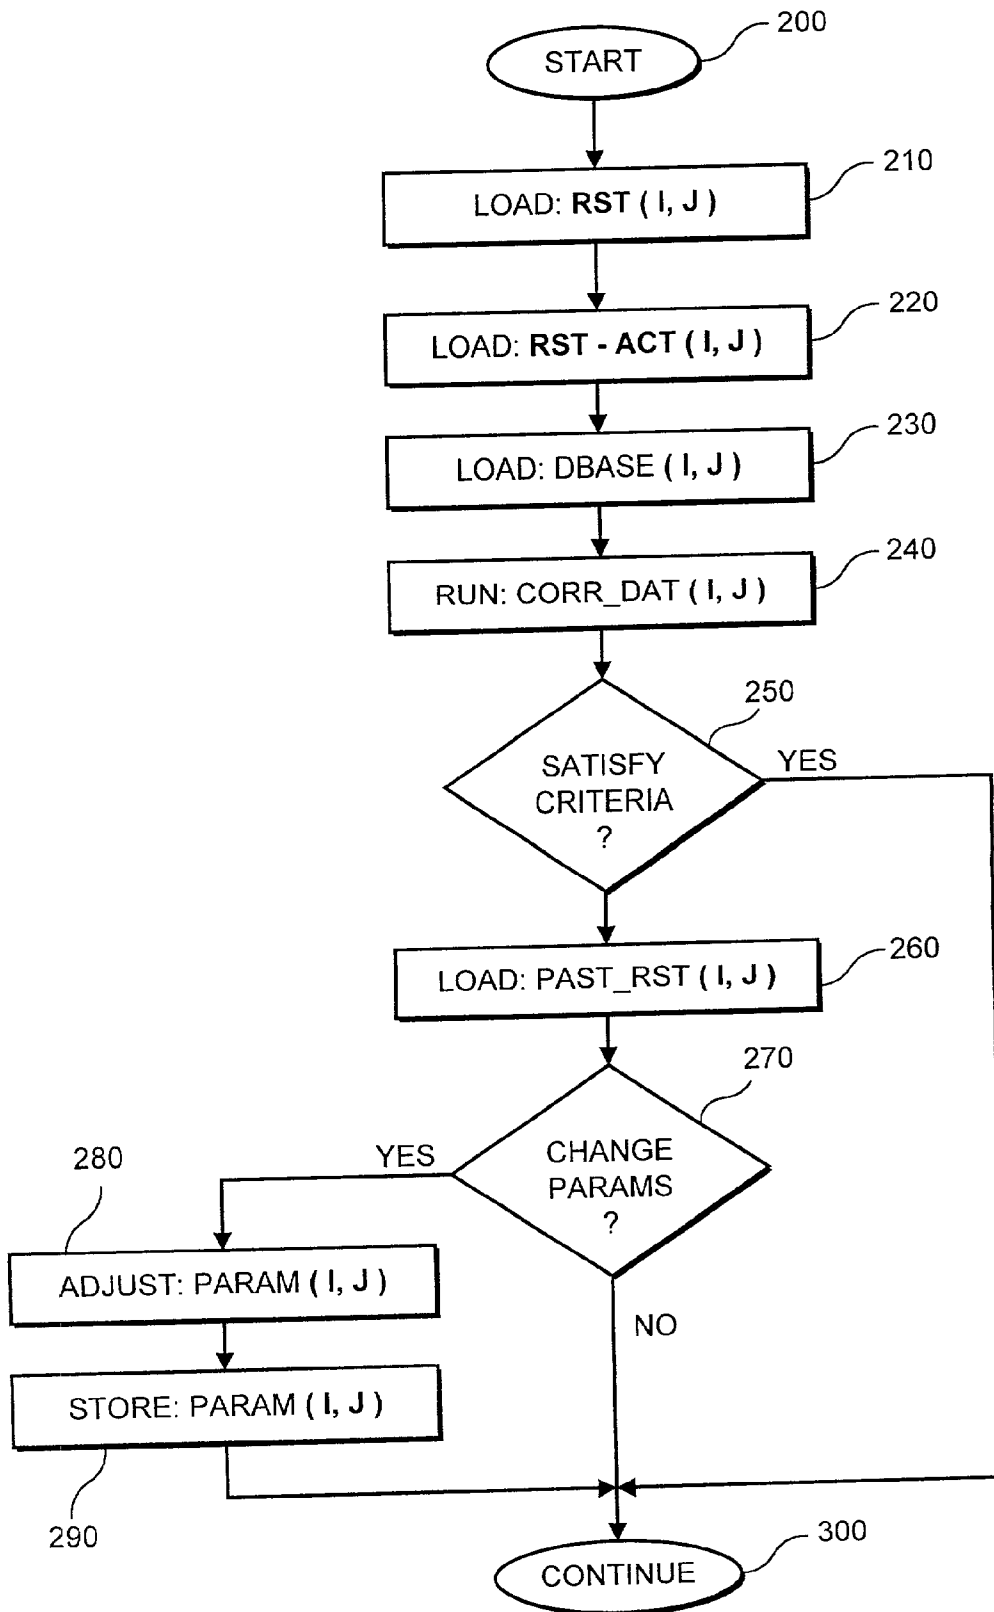 200
START
210
LOAD: RST ( I, J )
220
LOAD: RST - ACT ( I, J )
230
LOAD: DBASE ( I, J )
240
RUN: CORR_DAT ( I, J )
250
SATISFY
CRITERIA
?
YES
260
LOAD: PAST_RST ( I, J )
270
CHANGE
PARAMS
?
YES
280
ADJUST: PARAM ( I, J )
NO
STORE: PARAM ( I, J )
290
300
CONTINUE